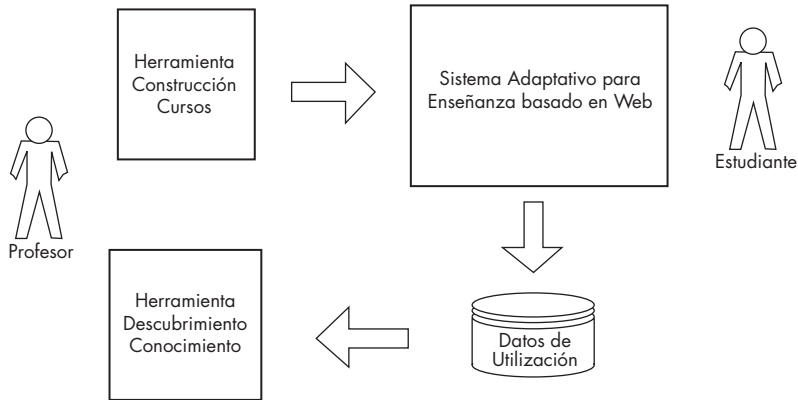 Herramienta
Construcción
Cursos
Sistema Adaptativo para
Enseñanza basado en Web
Estudiante
Profesor
Herramienta
Descubrimiento
Conocimiento
Datos de
Utilización